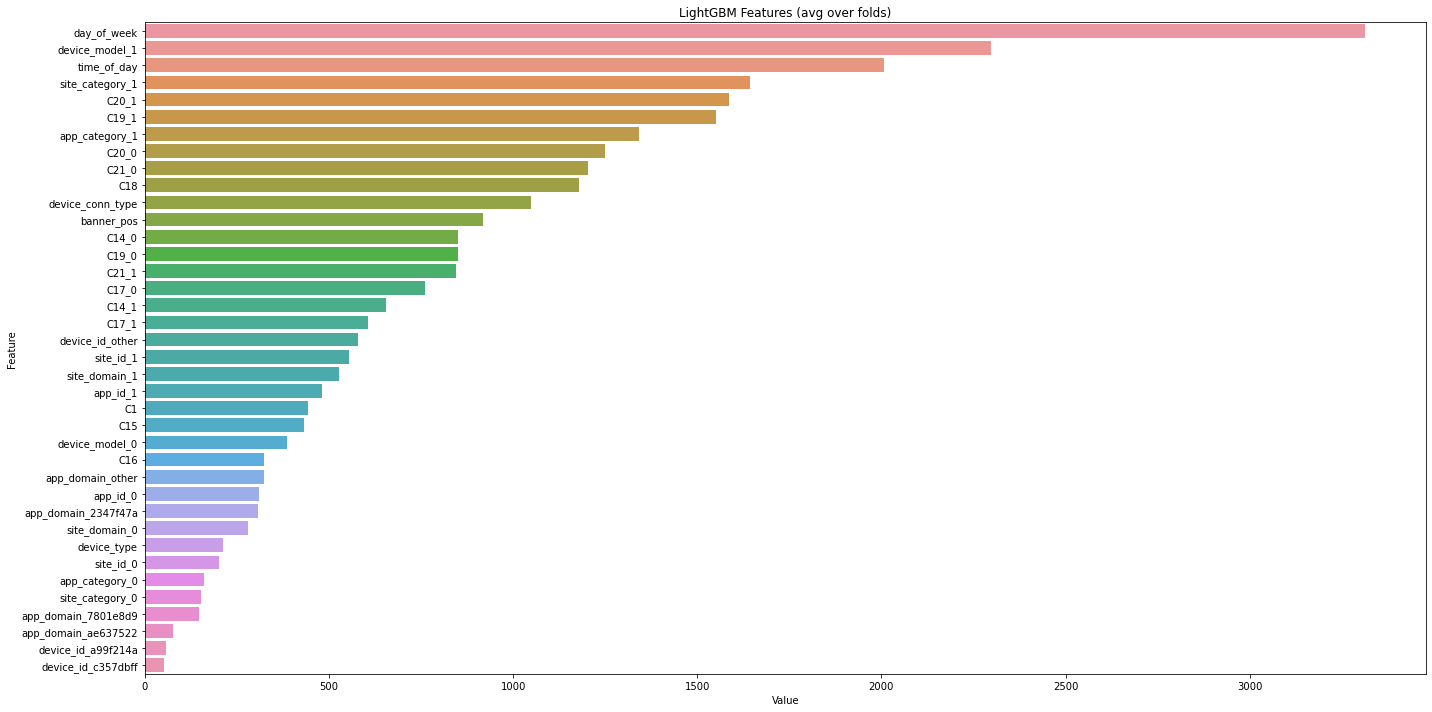 LightGBM Features (avg over folds)
day_of_week
device_model_1
time_of_day
site_category_1
C20_1
C19_1
app_category_1
C20_0
C21_0
C18
device_conn_type
banner_pos
C14_0
C19_0
C21_1
C17_0
C14_1
C17_1
device_id_other
site_id_1
site_domain_1
app_id_1
C1
C15
device_model_0
C16
app_domain_other
app_id_0
app_domain_2347f47a
site_domain_0
device_type
site_id_0
app_category_0
site_category_0
app_domain_7801e8d9
app_domain_ae637522
device_id_a99f214a
device_id_c357dbff
Feature
0 500 1000 1500 2000 2500 3000
Value